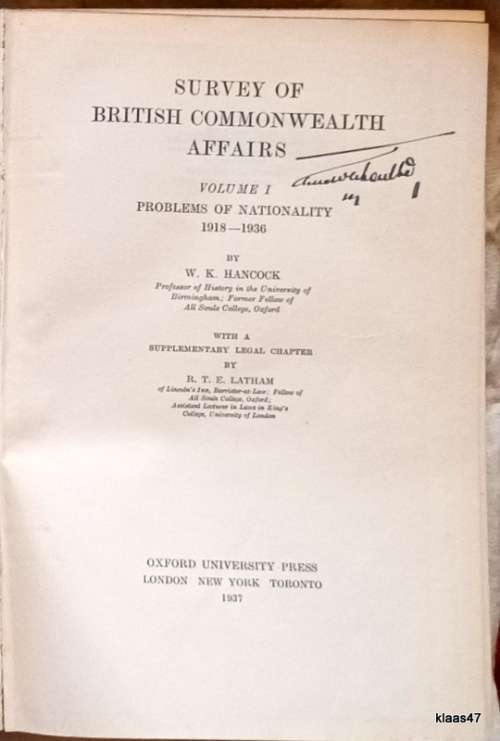 SURVEY OF
BRITISH COMMONWEALTH
AFFAIRS
VOLUME I
PROBLEMS OF NATIONALITY
1918—1936
BY
W. K. HANCOCK
Professor of History in the University of
Birmingham; Former Fellow of
All Souls College, Oxford
WITH A
SUPPLEMENTARY LEGAL CHAPTER
BY
R. T. E. LATHAM
of Lincoln's Inn, Barrister-at-Law; Fellow of
All Souls College, Oxford;
Assistant Lecturer in Laws in King's
College, University of London
OXFORD UNIVERSITY PRESS
LONDON NEW YORK TORONTO
1937
klaas47